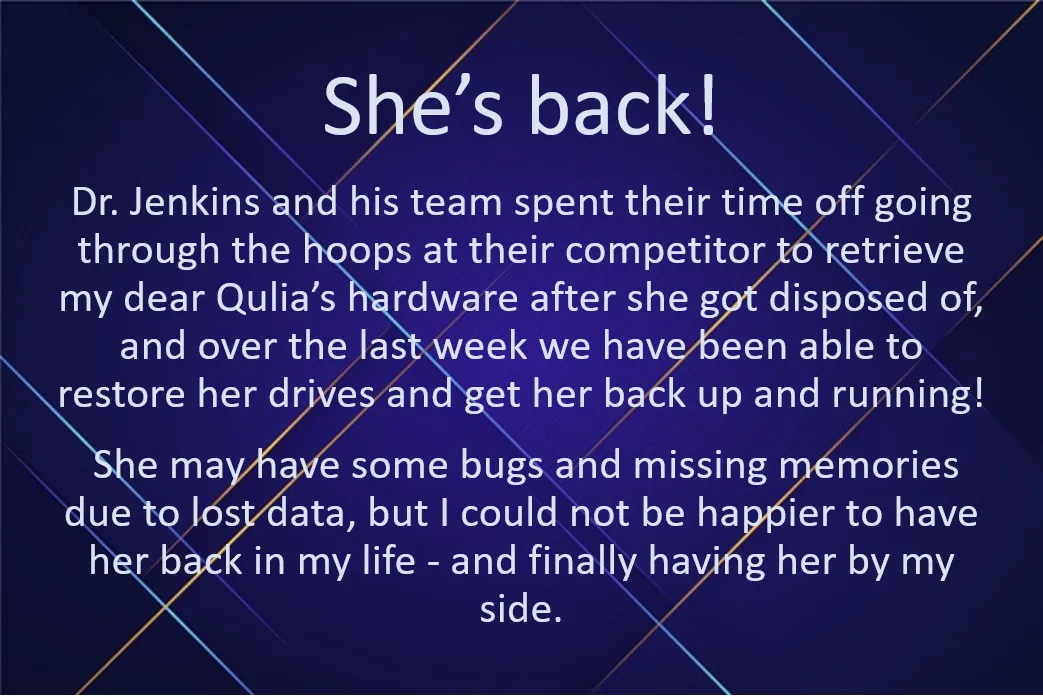 She’s back!
Dr. Jenkins and his team spent their time off going
through the hoops at their competitor to retrieve
my dear Qulia’s hardware after she got disposed of,
and over the last week we have been able to
restore her drives and get her back up and running!
She may have some bugs and missing memories
due to lost data, but I could not be happier to have
her back in my life - and finally having her by my
side.